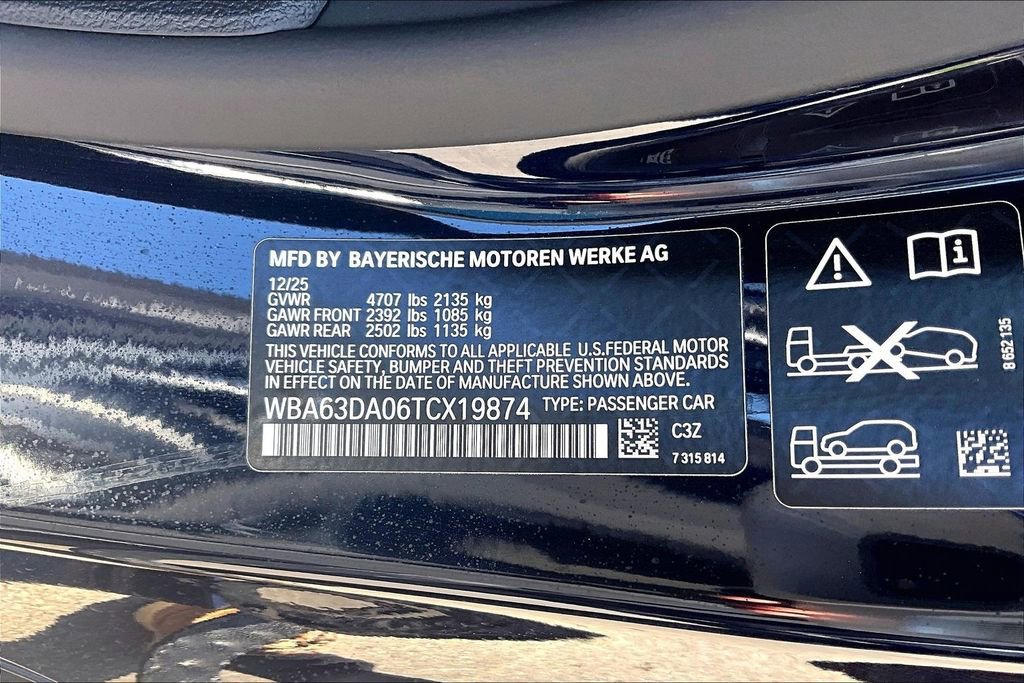 MFD BY BAYERISCHE MOTOREN WERKE AG
12/25
GVWR 4707 lbs 2135 kg
GAWR FRONT 2392 lbs 1085 kg
GAWR REAR 2502 lbs 1135 kg
THIS VEHICLE CONFORMS TO ALL APPLICABLE U.S.FEDERAL MOTOR
VEHICLE SAFETY, BUMPER AND THEFT PREVENTION STANDARDS
IN EFFECT ON THE DATE OF MANUFACTURE SHOWN ABOVE.
WBA63DA06TCX19874 TYPE: PASSENGER CAR
C3Z
7 315 814
8 652 135